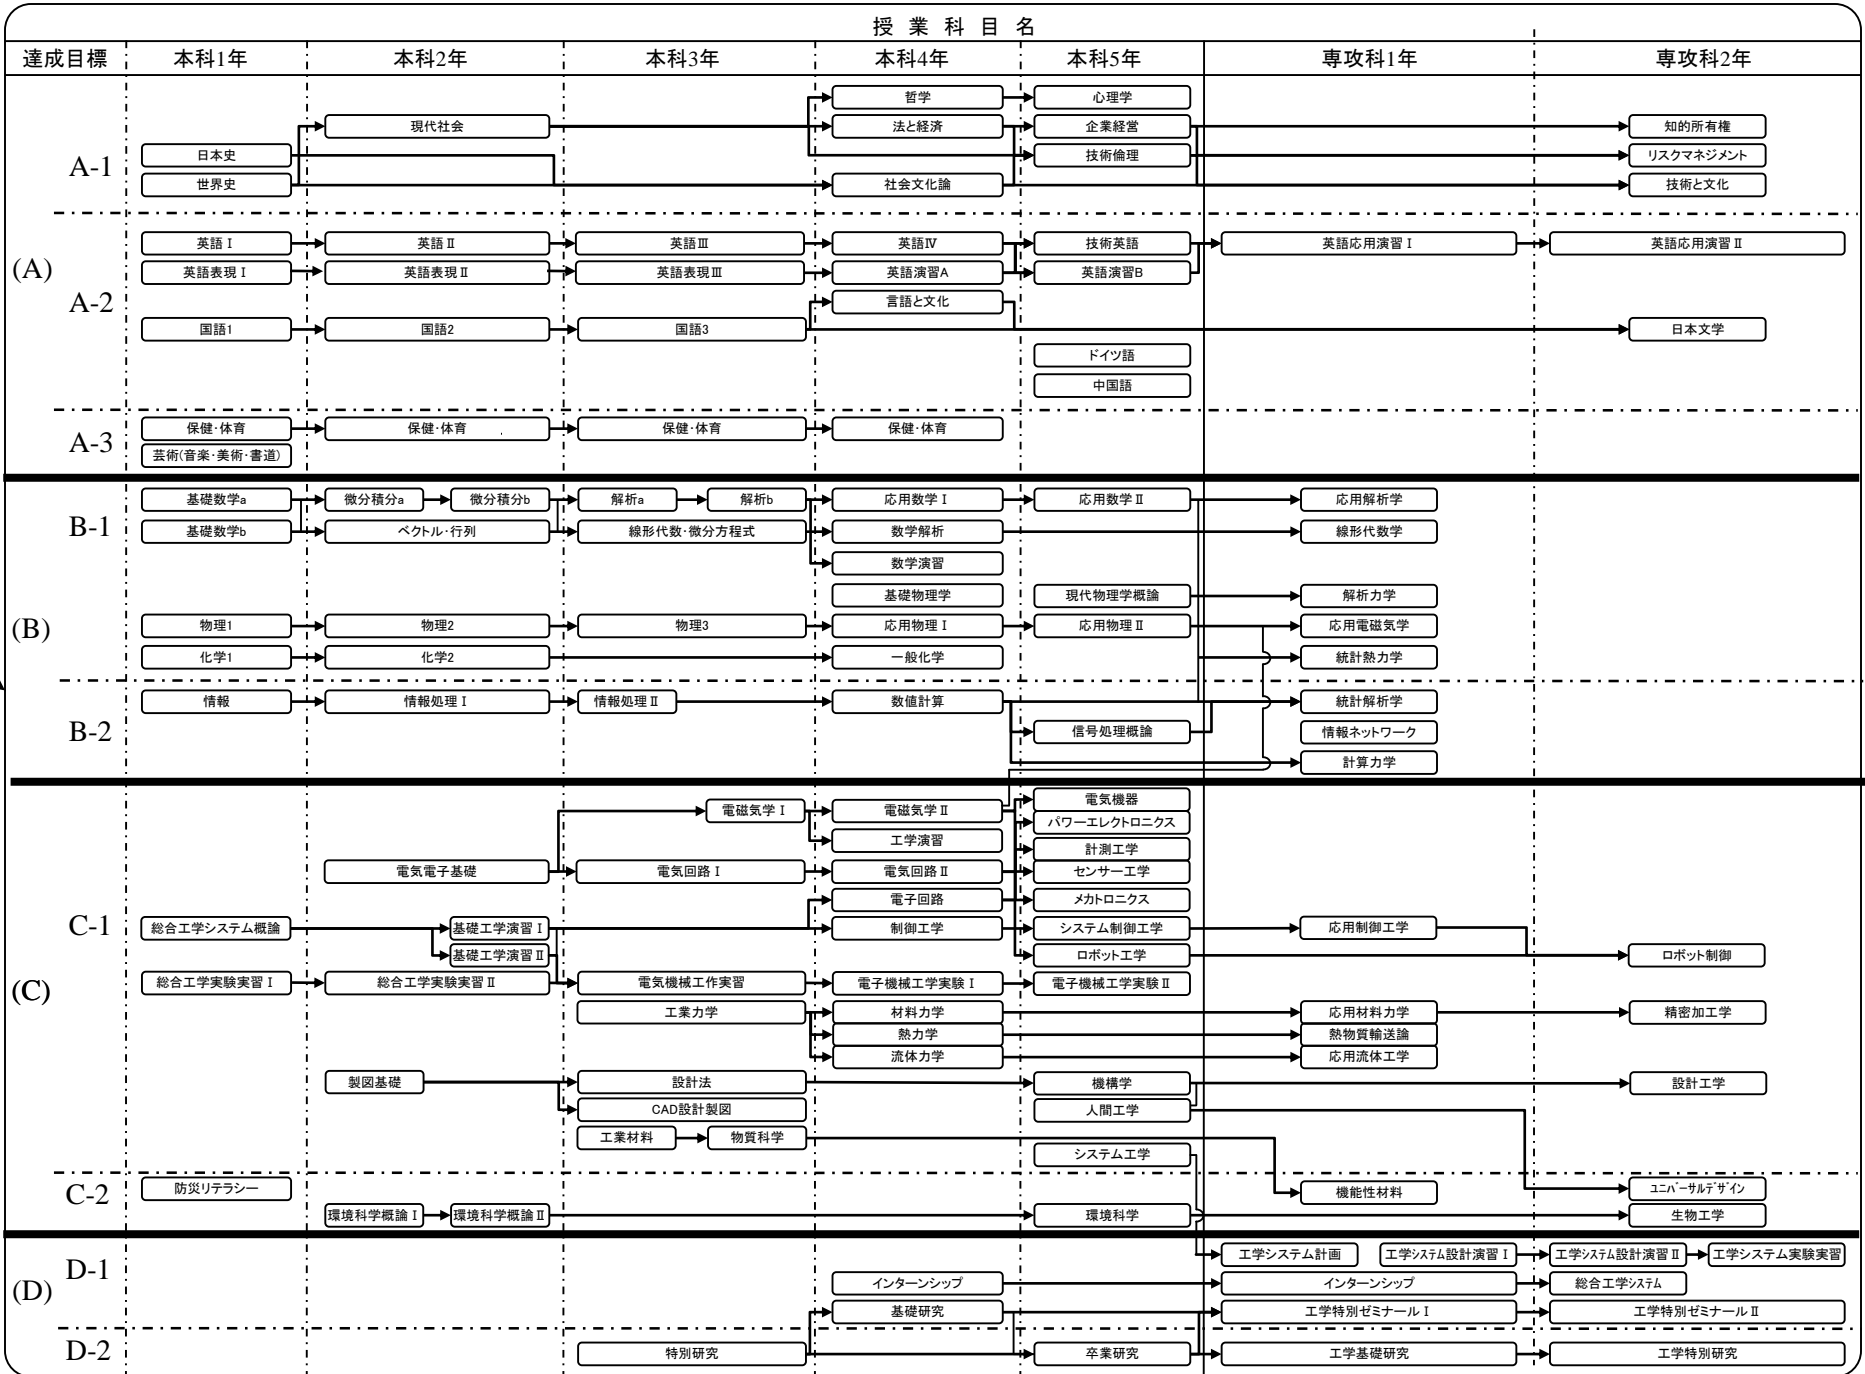 授業科目名
達成目標 本科1年 本科2年 本科3年 本科4年 本科5年 専攻科1年 専攻科2年
哲学 心理学
現代社会 法と経済 企業経営 知的所有権
日本史 技術倫理 リスクマネジメント
A-1
世界史 社会文化論 技術と文化
英語Ⅰ 英語Ⅱ 英語Ⅲ 英語Ⅳ 技術英語 英語応用演習Ⅰ 英語応用演習Ⅱ
(A)
英語表現Ⅰ 英語表現Ⅱ 英語表現Ⅲ 英語演習A 英語演習B
A-2
言語と文化
国語1 国語2 国語3 日本文学
ドイツ語
中国語
保健・体育 保健・体育 保健・体育 保健・体育
A-3
芸術(音楽・美術・書道)
基礎数学a 微分積分a 微分積分b 解析a 解析b 応用数学Ⅰ 応用数学Ⅱ 応用解析学
B-1
基礎数学b ベクトル・行列 線形代数・微分方程式 数学解析 線形代数学
数学演習
基礎物理学 現代物理学概論 解析力学
(B)
物理1 物理2 物理3 応用物理Ⅰ 応用物理Ⅱ 応用電磁気学
化学1 化学2 一般化学 統計熱力学
情報 情報処理Ⅰ 情報処理Ⅱ 数値計算 統計解析学
B-2
信号処理概論 情報ネットワーク
計算力学
電気機器
電磁気学Ⅰ 電磁気学Ⅱ
パワーエレクトロニクス
工学演習 計測工学
電気電子基礎 電気回路Ⅰ 電気回路Ⅱ センサー工学
電子回路 メカトロニクス
C-1
総合工学システム概論 基礎工学演習Ⅰ 制御工学 システム制御工学 応用制御工学
基礎工学演習Ⅱ ロボット工学 ロボット制御
(C)
総合工学実験実習Ⅰ 総合工学実験実習Ⅱ 電気機械工作実習 電子機械工学実験Ⅰ 電子機械工学実験Ⅱ
工業力学 材料力学 応用材料力学 精密加工学
熱力学 熱物質輸送論
流体力学 応用流体工学
製図基礎 設計法 機構学 設計工学
CAD設計製図 人間工学
工業材料 物質科学
システム工学
C-2
防災リテラシー 機能性材料 ユニバーサルデザイン
環境科学概論Ⅰ 環境科学概論Ⅱ 環境科学 生物工学
D-1
工学システム計画 工学システム設計演習Ⅰ 工学システム設計演習Ⅱ 工学システム実験実習
(D)
インターンシップ インターンシップ 総合工学システム
基礎研究 工学特別ゼミナールⅠ 工学特別ゼミナールⅡ
D-2
特別研究 卒業研究 工学基礎研究 工学特別研究